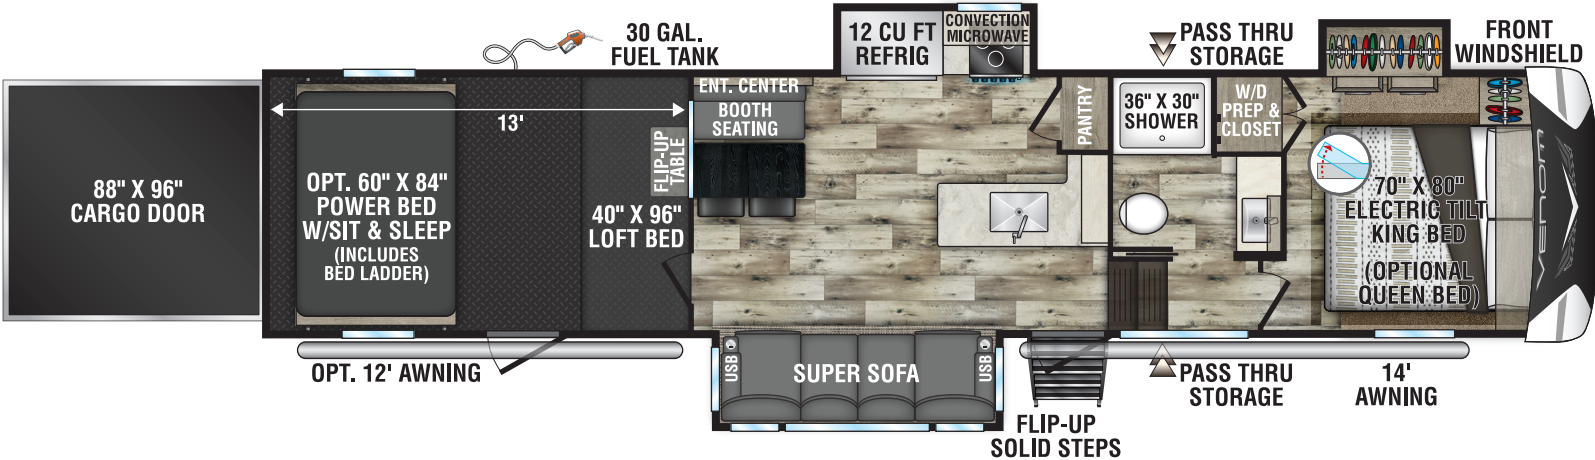 88" X 96"
CARGO DOOR
13'
OPT. 60" X 84"
POWER BED
W/SIT & SLEEP
(INCLUDES
BED LADDER)
OPT. 12' AWNING
30 GAL.
FUEL TANK
40" X 96"
LOFT BED
FLIP-UP
TABLE
ENT. CENTER
BOOTH
SEATING
12 CU FT
REFRIG
CONVECTION
MICROWAVE
PANTRY
USB
SUPER SOFA
USB
FLIP-UP
SOLID STEPS
PASS THRU
STORAGE
36" X 30"
SHOWER
W/D
PREP &
CLOSET
PASS THRU
STORAGE
FRONT
WINDSHIELD
70" X 80"
ELECTRIC TILT
KING BED
(OPTIONAL
QUEEN BED)
VENOM
14'
AWNING